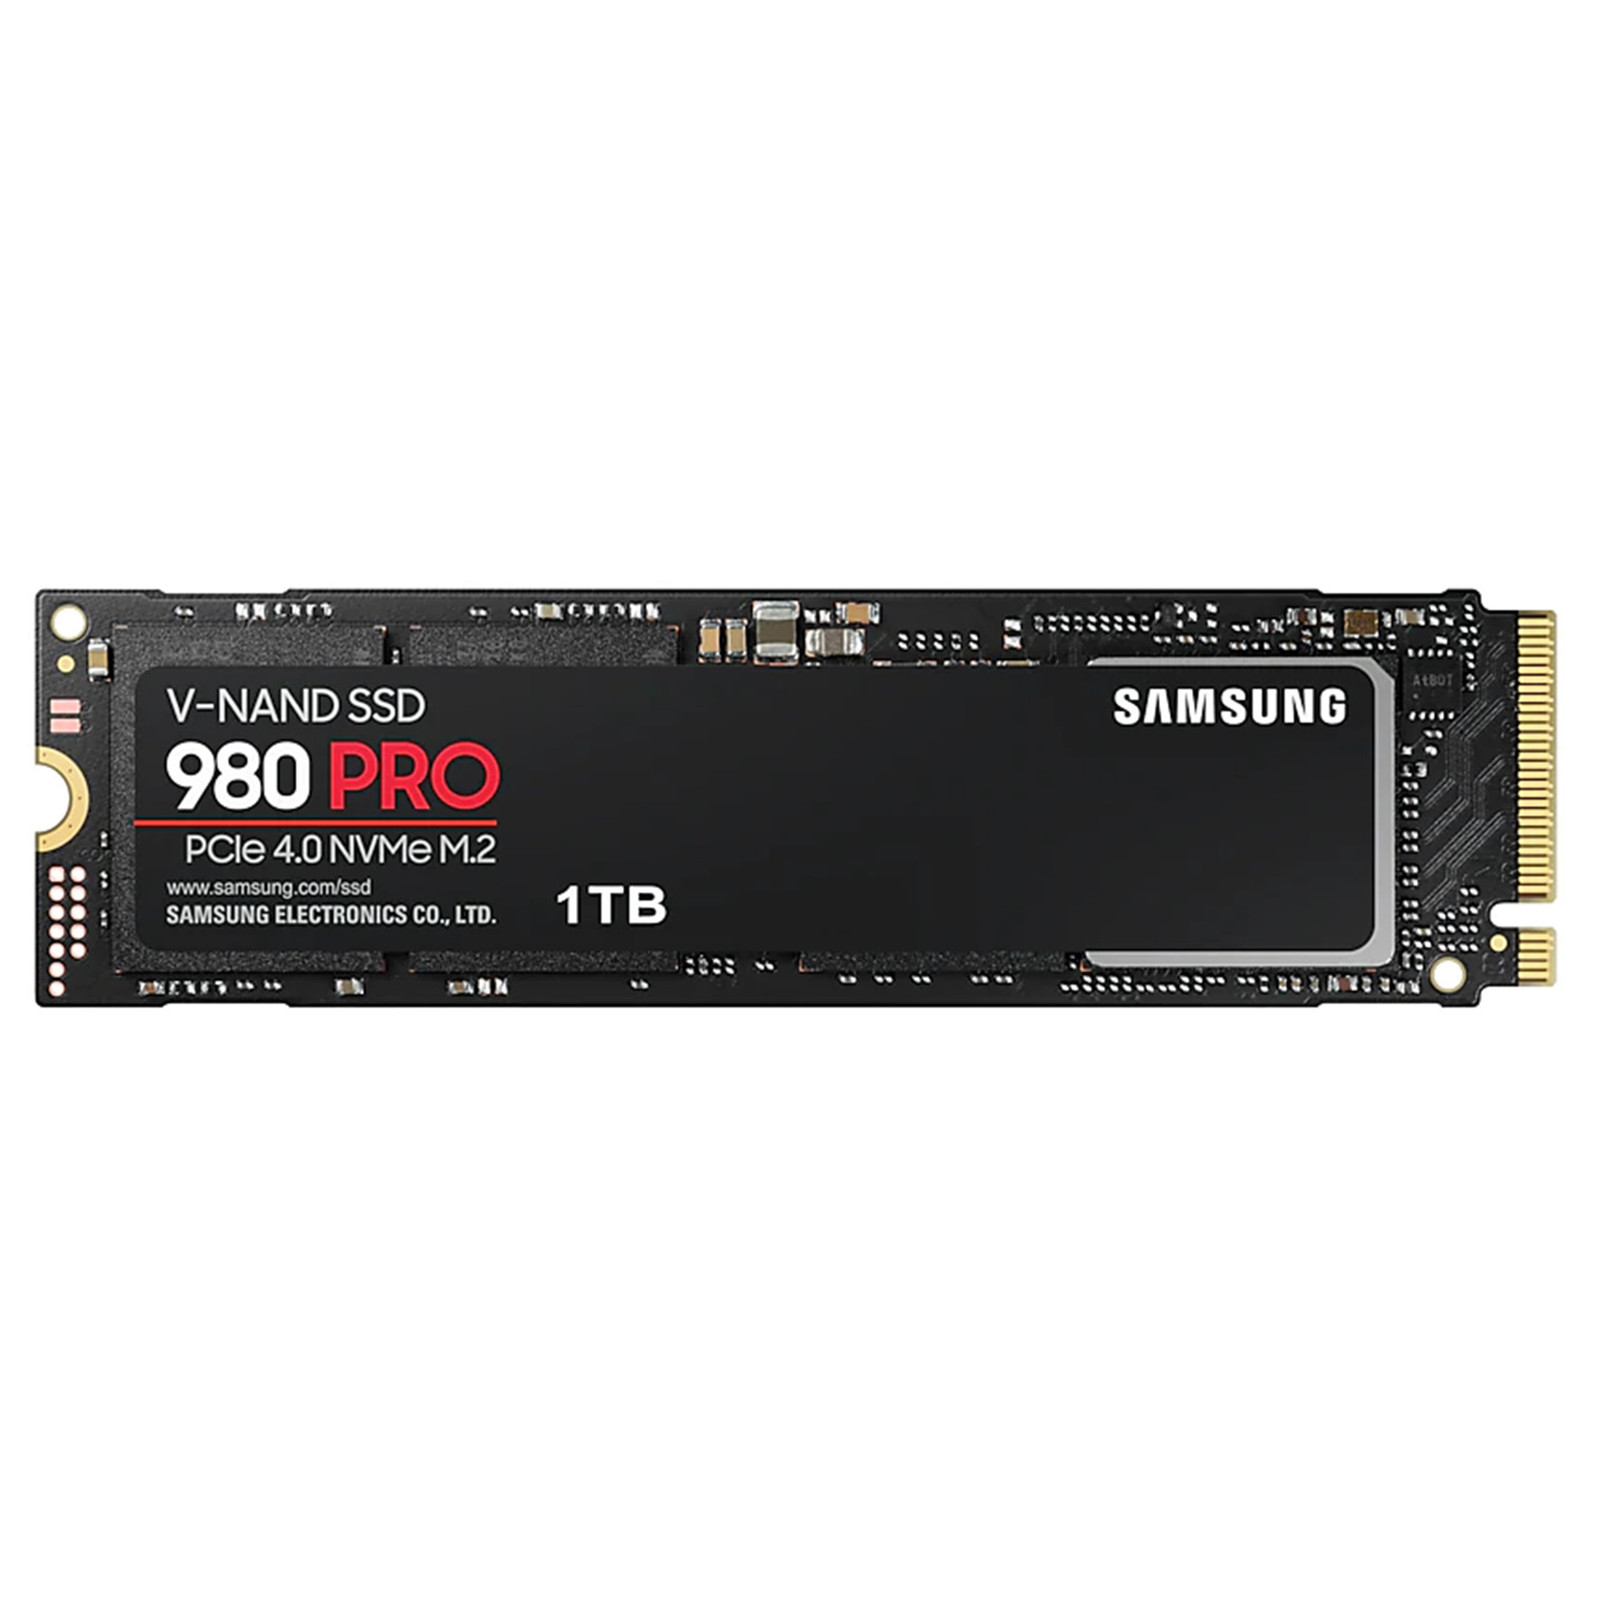 V-NAND SSD
980 PRO
PCIe 4.0 NVMe M.2
www.samsung.com/ssd
SAMSUNG ELECTRONICS CO., LTD.
1TB
SAMSUNG
AtBOT